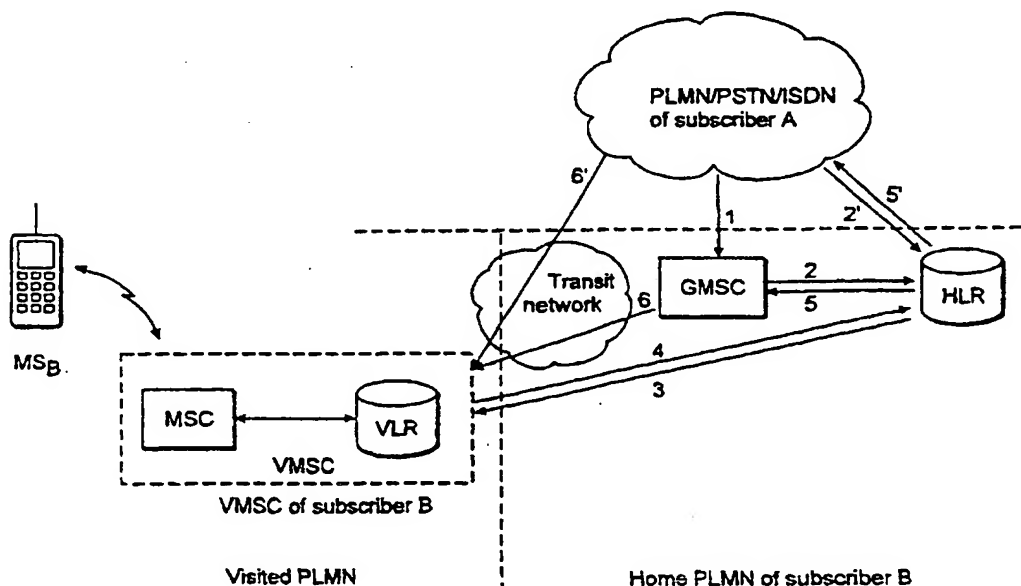 PLMN/PSTN/ISDN
of subscriber A
6'
5'
2'
1
Transit
network
GMSC
2
5
HLR
6
4
3
MSB
MSC
VLR
VMSC
VMSC of subscriber B
Visited PLMN
Home PLMN of subscriber B